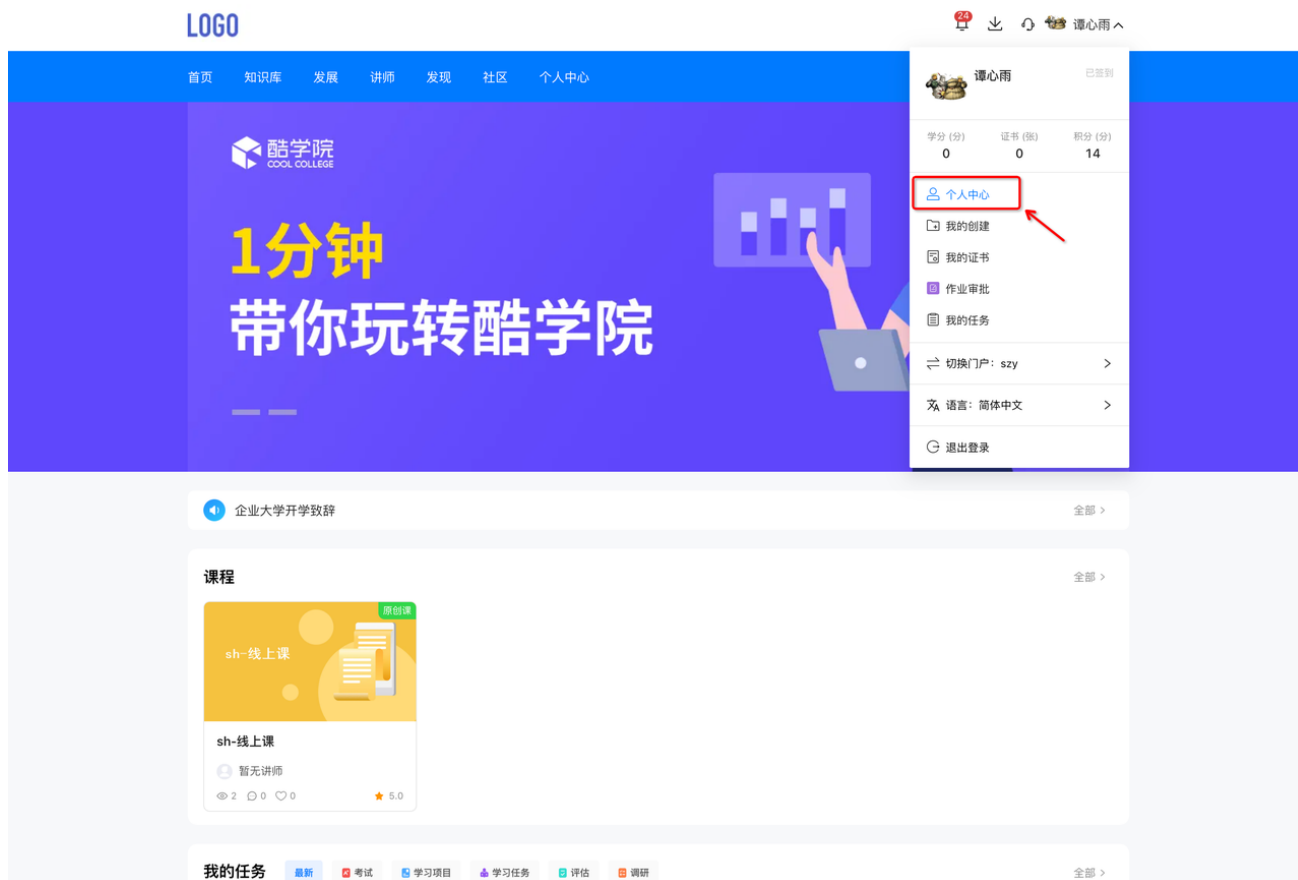 LOGO
24
谭心雨
首页 知识库 发展 讲师 发现 社区 个人中心
谭心雨 已签到
学分 (分) 证书 (张) 积分 (分)
0 0 14
个人中心
我的创建
我的证书
作业审批
我的任务
切换门户：szy
语言：简体中文
退出登录
酷学院
COOL COLLEGE
1分钟
带你玩转酷学院
企业大学开学致辞 全部
课程 全部
原创课
sh-线上课
sh-线上课
暂无讲师
2 0 0 5.0
我的任务 最新 考试 学习项目 学习任务 评估 调研 全部